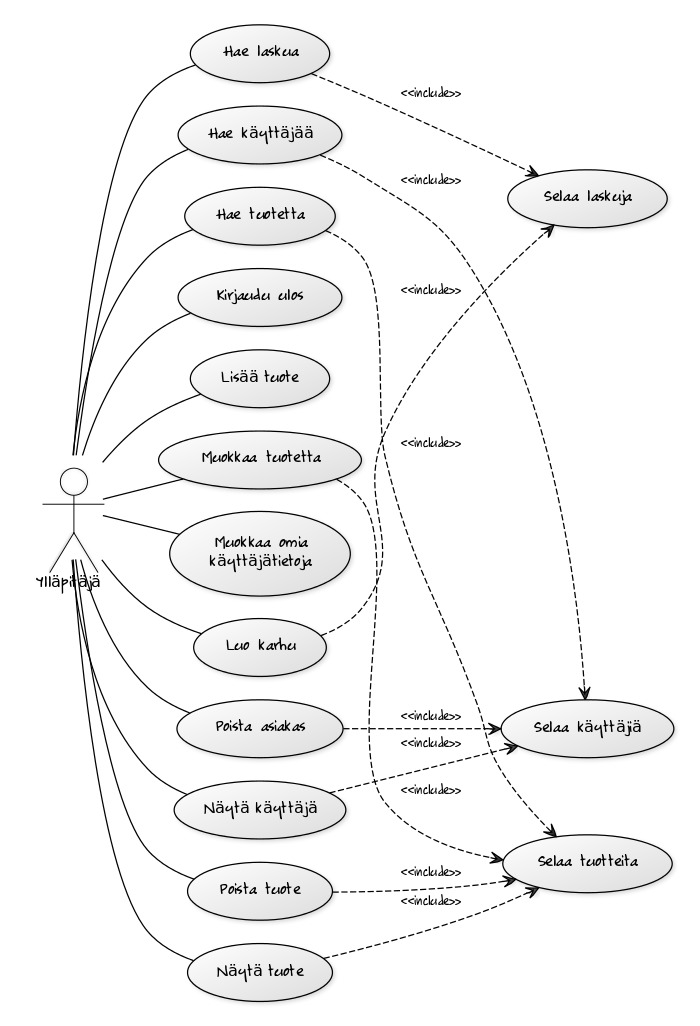 Hae laskua
<<include>>
Hae käyttäjää
<<include>>
Selaa laskuja
Hae tuotetta
<<include>>
Kirjaudu ulos
Lisää tuote
<<include>>
Muokkaa tuotetta
Muokkaa omia
käyttäjätietoja
Ylläpitäjä
Luo karhu
<<include>>
Poista asiakas
Selaa käyttäjiä
<<include>>
<<include>>
Näytä käyttäjä
Selaa tuotteita
<<include>>
Poista tuote
<<include>>
Näytä tuote